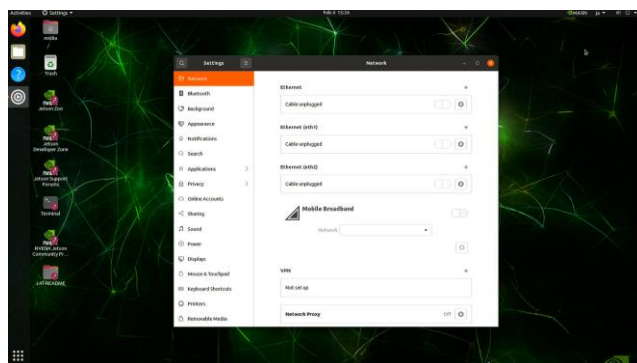 Activities
Settings
Feb 4 15:24
nvidia
Trash
Jetson Zoo
Jetson
Developer Zone
Jetson Support
Forums
Terminal
NVIDIA Jetson
Community Pr...
L4T-README
Settings
Network
Network
Bluetooth
Background
Appearance
Notifications
Search
Applications
Privacy
Online Accounts
Sharing
Sound
Power
Displays
Mouse & Touchpad
Keyboard Shortcuts
Printers
Removable Media
Ethernet
Cable unplugged
Ethernet (eth1)
Cable unplugged
Ethernet (eth2)
Cable unplugged
Mobile Broadband
Network
VPN
Not set up
Network Proxy
Off